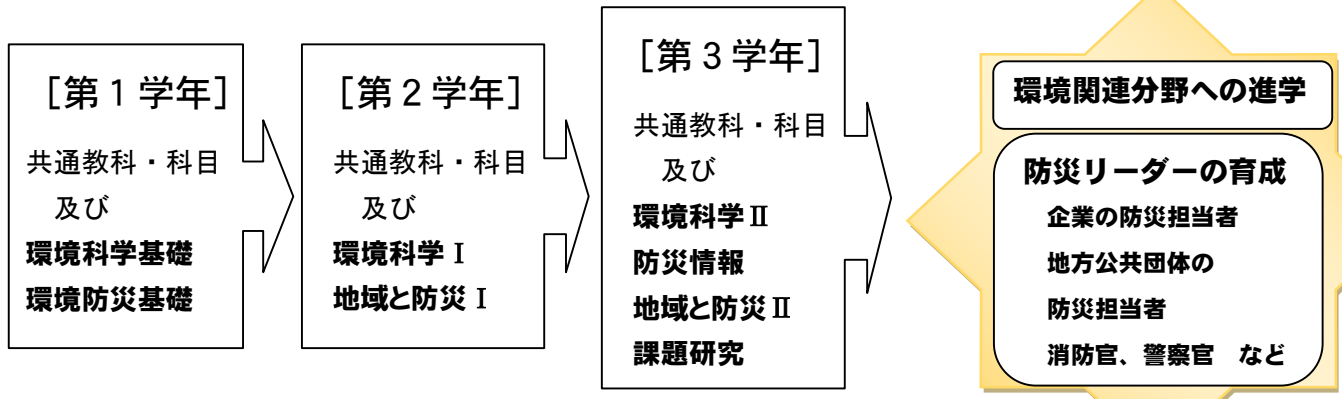 ［第１学年］
共通教科・科目
及び
環境科学基礎
環境防災基礎
［第２学年］
共通教科・科目
及び
環境科学Ⅰ
地域と防災Ⅰ
［第３学年］
共通教科・科目
及び
環境科学Ⅱ
防災情報
地域と防災Ⅱ
課題研究
環境関連分野への進学
防災リーダーの育成
企業の防災担当者
地方公共団体の
防災担当者
消防官、警察官　など